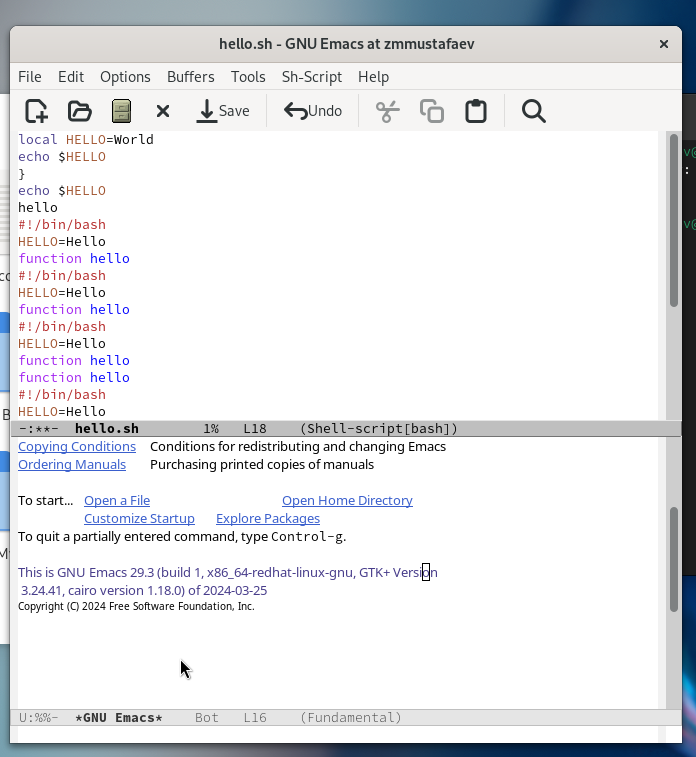 hello.sh - GNU Emacs at zmmustafaev
File Edit Options Buffers Tools Sh-Script Help
Save Undo
local HELLO=World
echo $HELLO
}
echo $HELLO
hello
#!/bin/bash
HELLO=Hello
function hello
#!/bin/bash
HELLO=Hello
function hello
#!/bin/bash
HELLO=Hello
function hello
function hello
#!/bin/bash
HELLO=Hello
-:**- hello.sh 1% L18 (Shell-script[bash])
Copying Conditions Conditions for redistributing and changing Emacs
Ordering Manuals Purchasing printed copies of manuals
To start... Open a File Open Home Directory
Customize Startup Explore Packages
To quit a partially entered command, type Control-g.
This is GNU Emacs 29.3 (build 1, x86_64-redhat-linux-gnu, GTK+ Version
3.24.41, cairo version 1.18.0) of 2024-03-25
Copyright (C) 2024 Free Software Foundation, Inc.
U:%%- *GNU Emacs* Bot L16 (Fundamental)